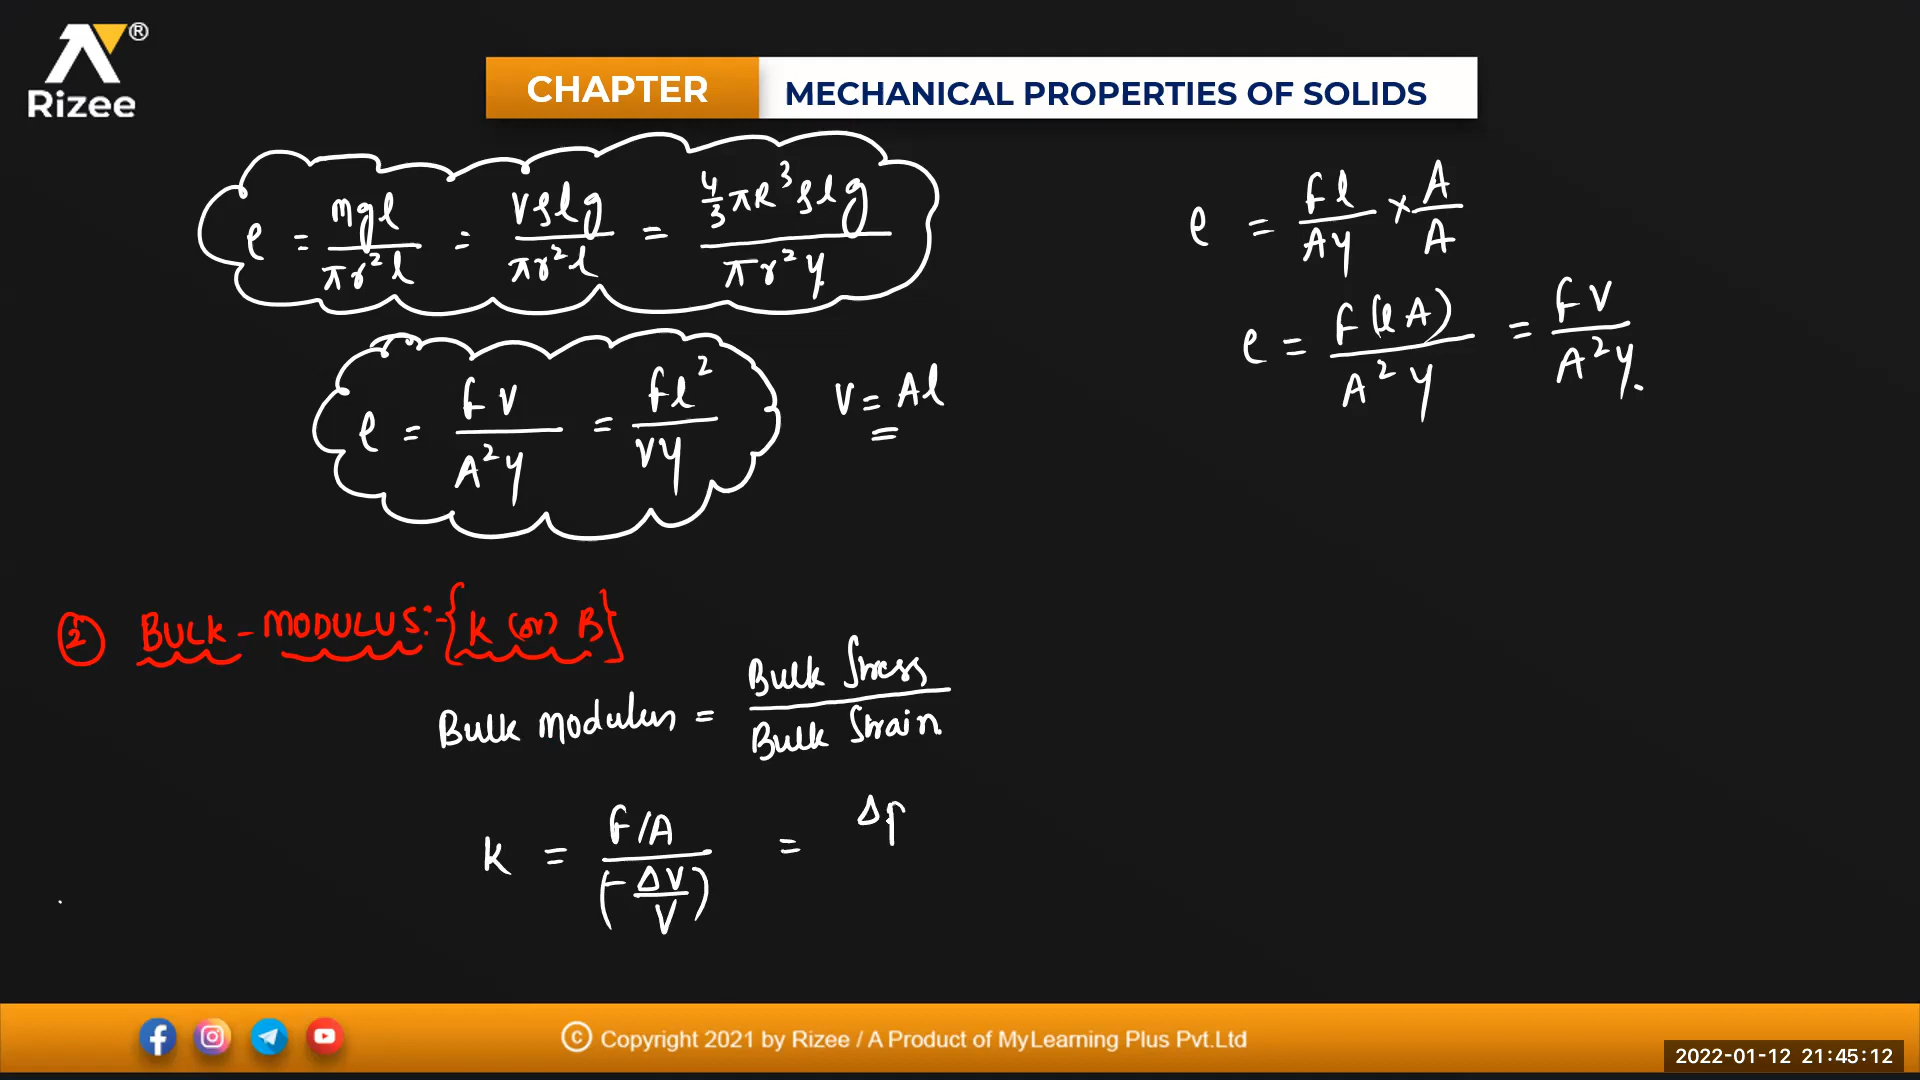 Rizee®
CHAPTER MECHANICAL PROPERTIES OF SOLIDS
e = mgl/πr²l = Vρlg/πr²l = 4/3 πR³ρlg/πr²y
e = Fl/Ay × A/A
e = F(lA)/A²y = FV/A²y.
e = FV/A²y = Fl²/Vy
V = Al
② BULK - MODULUS:- {K (or) B}
Bulk modulus = Bulk Stress/Bulk Strain
K = F/A/(-ΔV/V) = Δp
© Copyright 2021 by Rizee / A Product of MyLearning Plus Pvt.Ltd
2022-01-12 21:45:12